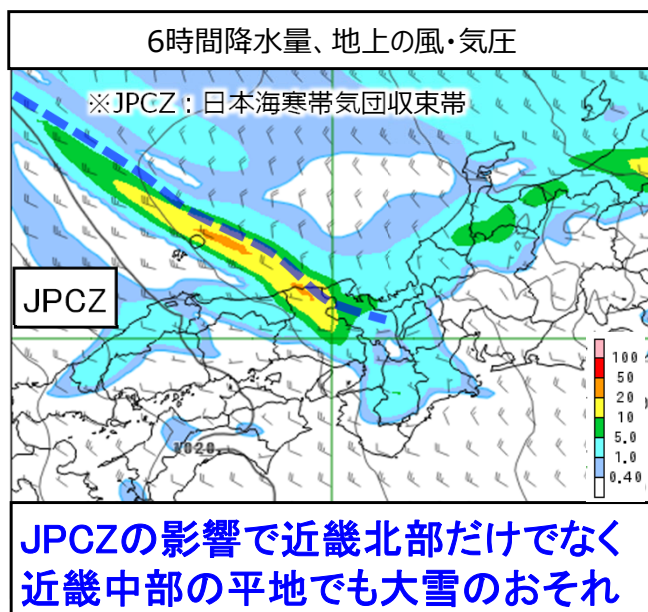 6時間降水量、地上の風・気圧
※JPCZ：日本海寒帯気団収束帯
JPCZ
1020
100
50
20
10
5.0
1.0
0.40
JPCZの影響で近畿北部だけでなく
近畿中部の平地でも大雪のおそれ